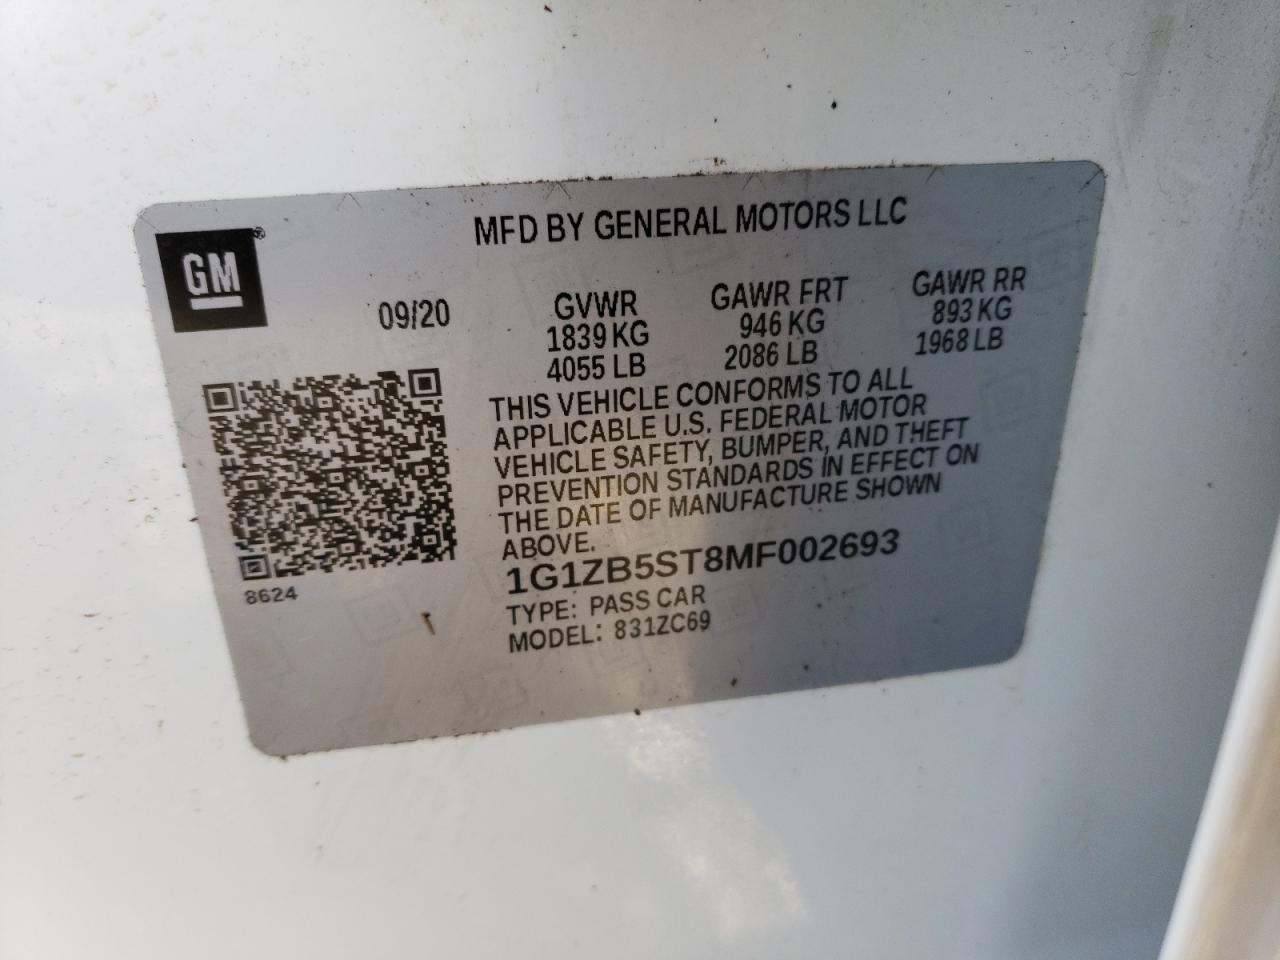 MFD BY GENERAL MOTORS LLC
GM®
09/20
GVWR
1839 KG
4055 LB
GAWR FRT
946 KG
2086 LB
GAWR RR
893 KG
1968 LB
THIS VEHICLE CONFORMS TO ALL
APPLICABLE U.S. FEDERAL MOTOR
VEHICLE SAFETY, BUMPER, AND THEFT
PREVENTION STANDARDS IN EFFECT ON
THE DATE OF MANUFACTURE SHOWN
ABOVE.
1G1ZB5ST8MF002693
TYPE: PASS CAR
MODEL: 831ZC69
8624